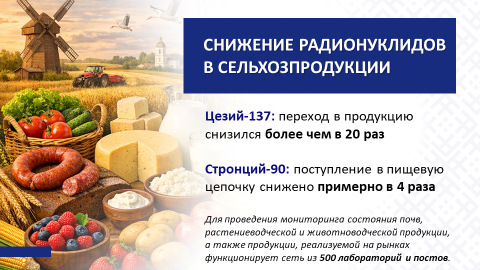 СНИЖЕНИЕ РАДИОНУКЛИДОВ
В СЕЛЬХОЗПРОДУКЦИИ
Цезий-137: переход в продукцию
снизился более чем в 20 раз
Стронций-90: поступление в пищевую
цепочку снижено примерно в 4 раза
Для проведения мониторинга состояния почв,
растениеводческой и животноводческой продукции,
а также продукции, реализуемой на рынках
функционирует сеть из 500 лабораторий и постов.